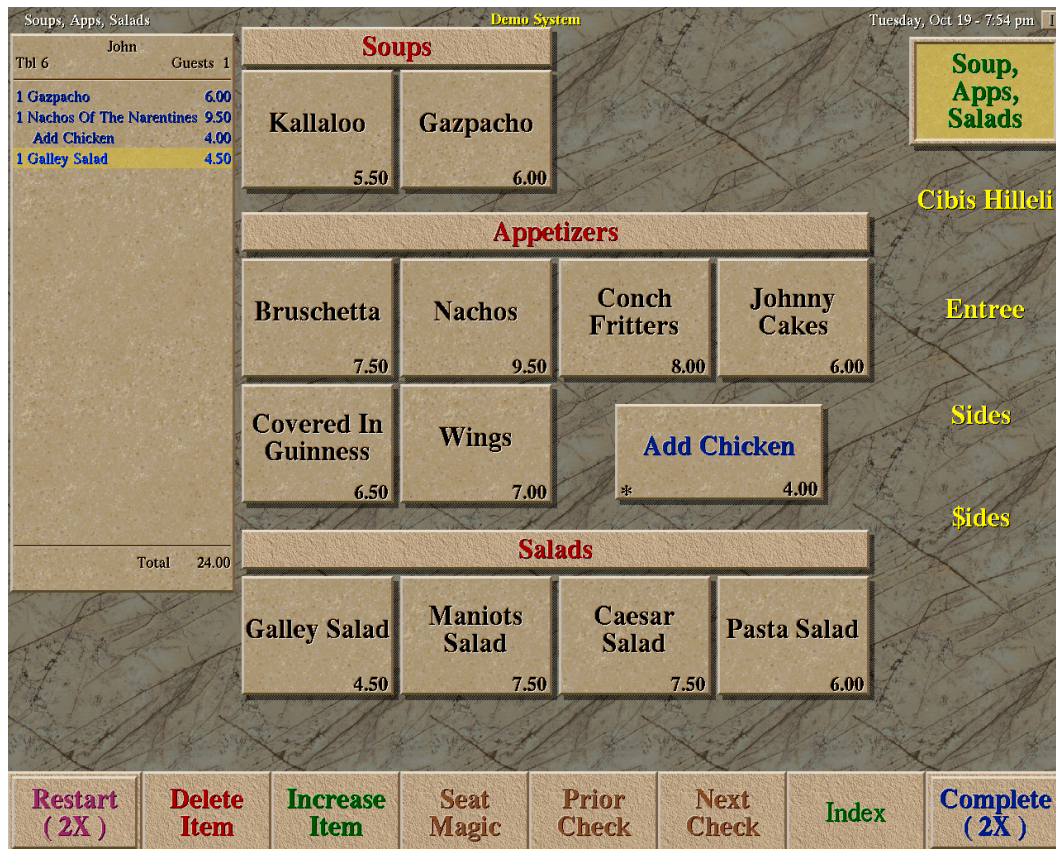 Soups, Apps, Salads
Demo System
Tuesday, Oct 19 - 7:54 pm
John
Tbl 6 Guests 1
1 Gazpacho 6.00
1 Nachos Of The Narentines 9.50
Add Chicken 4.00
1 Galley Salad 4.50
Total 24.00
Soups
Kallaloo
5.50
Gazpacho
6.00
Appetizers
Bruschetta
7.50
Nachos
9.50
Conch
Fritters
8.00
Johnny
Cakes
6.00
Covered In
Guinness
6.50
Wings
7.00
Add Chicken
* 4.00
Salads
Galley Salad
4.50
Maniots
Salad
7.50
Caesar
Salad
7.50
Pasta Salad
6.00
Soup,
Apps,
Salads
Cibis Hilleli
Entree
Sides
$ides
Restart
( 2X )
Delete
Item
Increase
Item
Seat
Magic
Prior
Check
Next
Check
Index
Complete
( 2X )